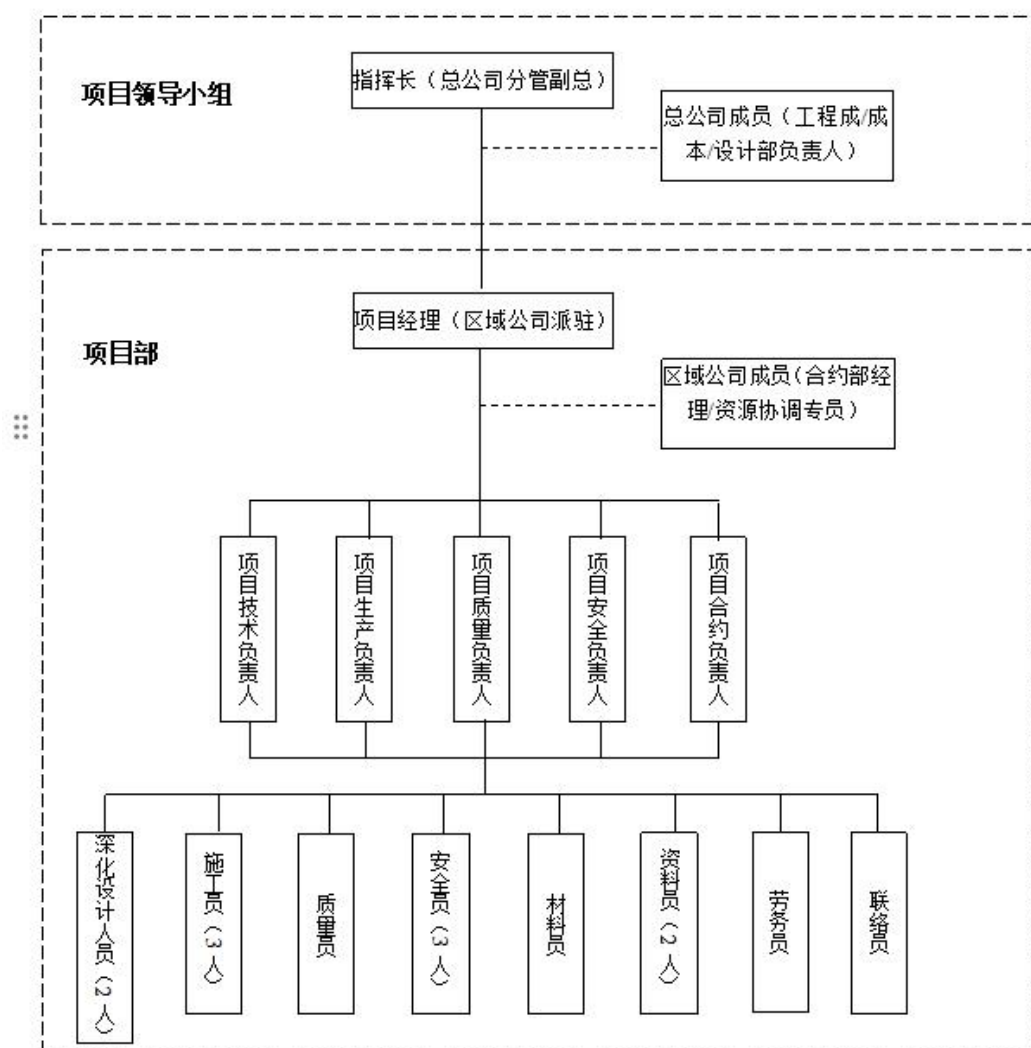 项目领导小组
指挥长（总公司分管副总）
总公司成员（工程成/成
本/设计部负责人）
项目部
项目经理（区域公司派驻）
区域公司成员（合约部经
理/资源协调专员）
项目技术负责人
项目生产负责人
项目质量负责人
项目安全负责人
项目合约负责人
深化设计人员（2人）
施工员（3人）
质量员
安全员（3人）
材料员
资料员（2人）
劳务员
联络员